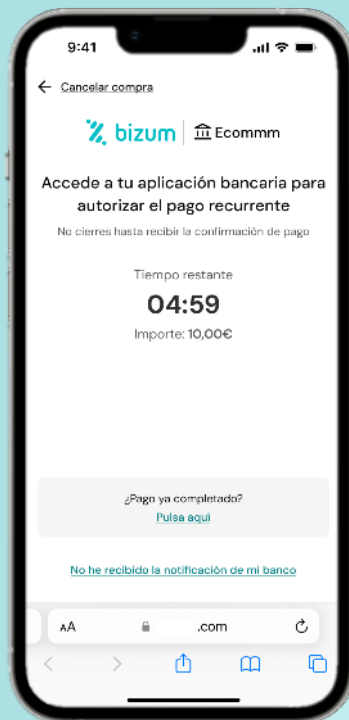 9:41
Cancelar compra
bizum Ecommm
Accede a tu aplicación bancaria para
autorizar el pago recurrente
No cierres hasta recibir la confirmación de pago
Tiempo restante
04:59
Importe: 10,00€
¿Pago ya completado?
Pulsa aquí
No he recibido la notificación de mi banco
AA .com